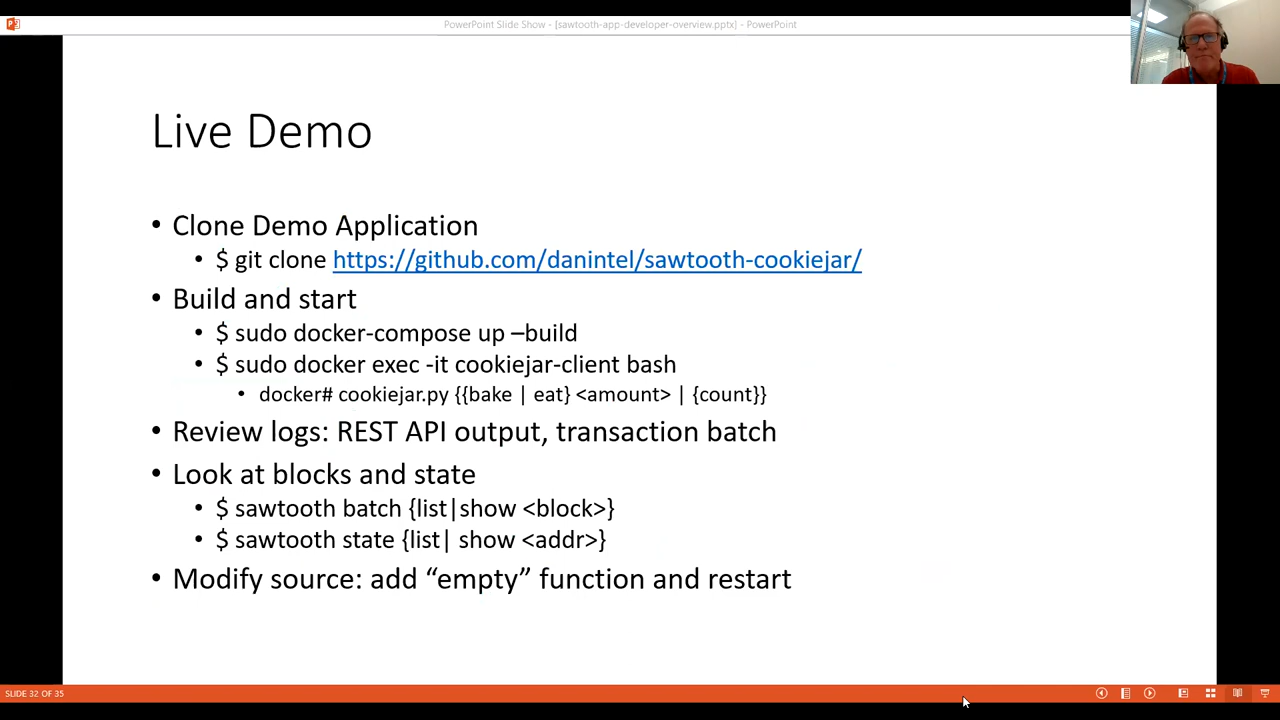 PowerPoint Slide Show - [sawtooth-app-developer-overview.pptx] - PowerPoint
Live Demo
• Clone Demo Application
• $ git clone https://github.com/danintel/sawtooth-cookiejar/
• Build and start
• $ sudo docker-compose up –build
• $ sudo docker exec -it cookiejar-client bash
• docker# cookiejar.py {{bake | eat} <amount> | {count}}
• Review logs: REST API output, transaction batch
• Look at blocks and state
• $ sawtooth batch {list|show <block>}
• $ sawtooth state {list| show <addr>}
• Modify source: add “empty” function and restart
SLIDE 32 OF 35